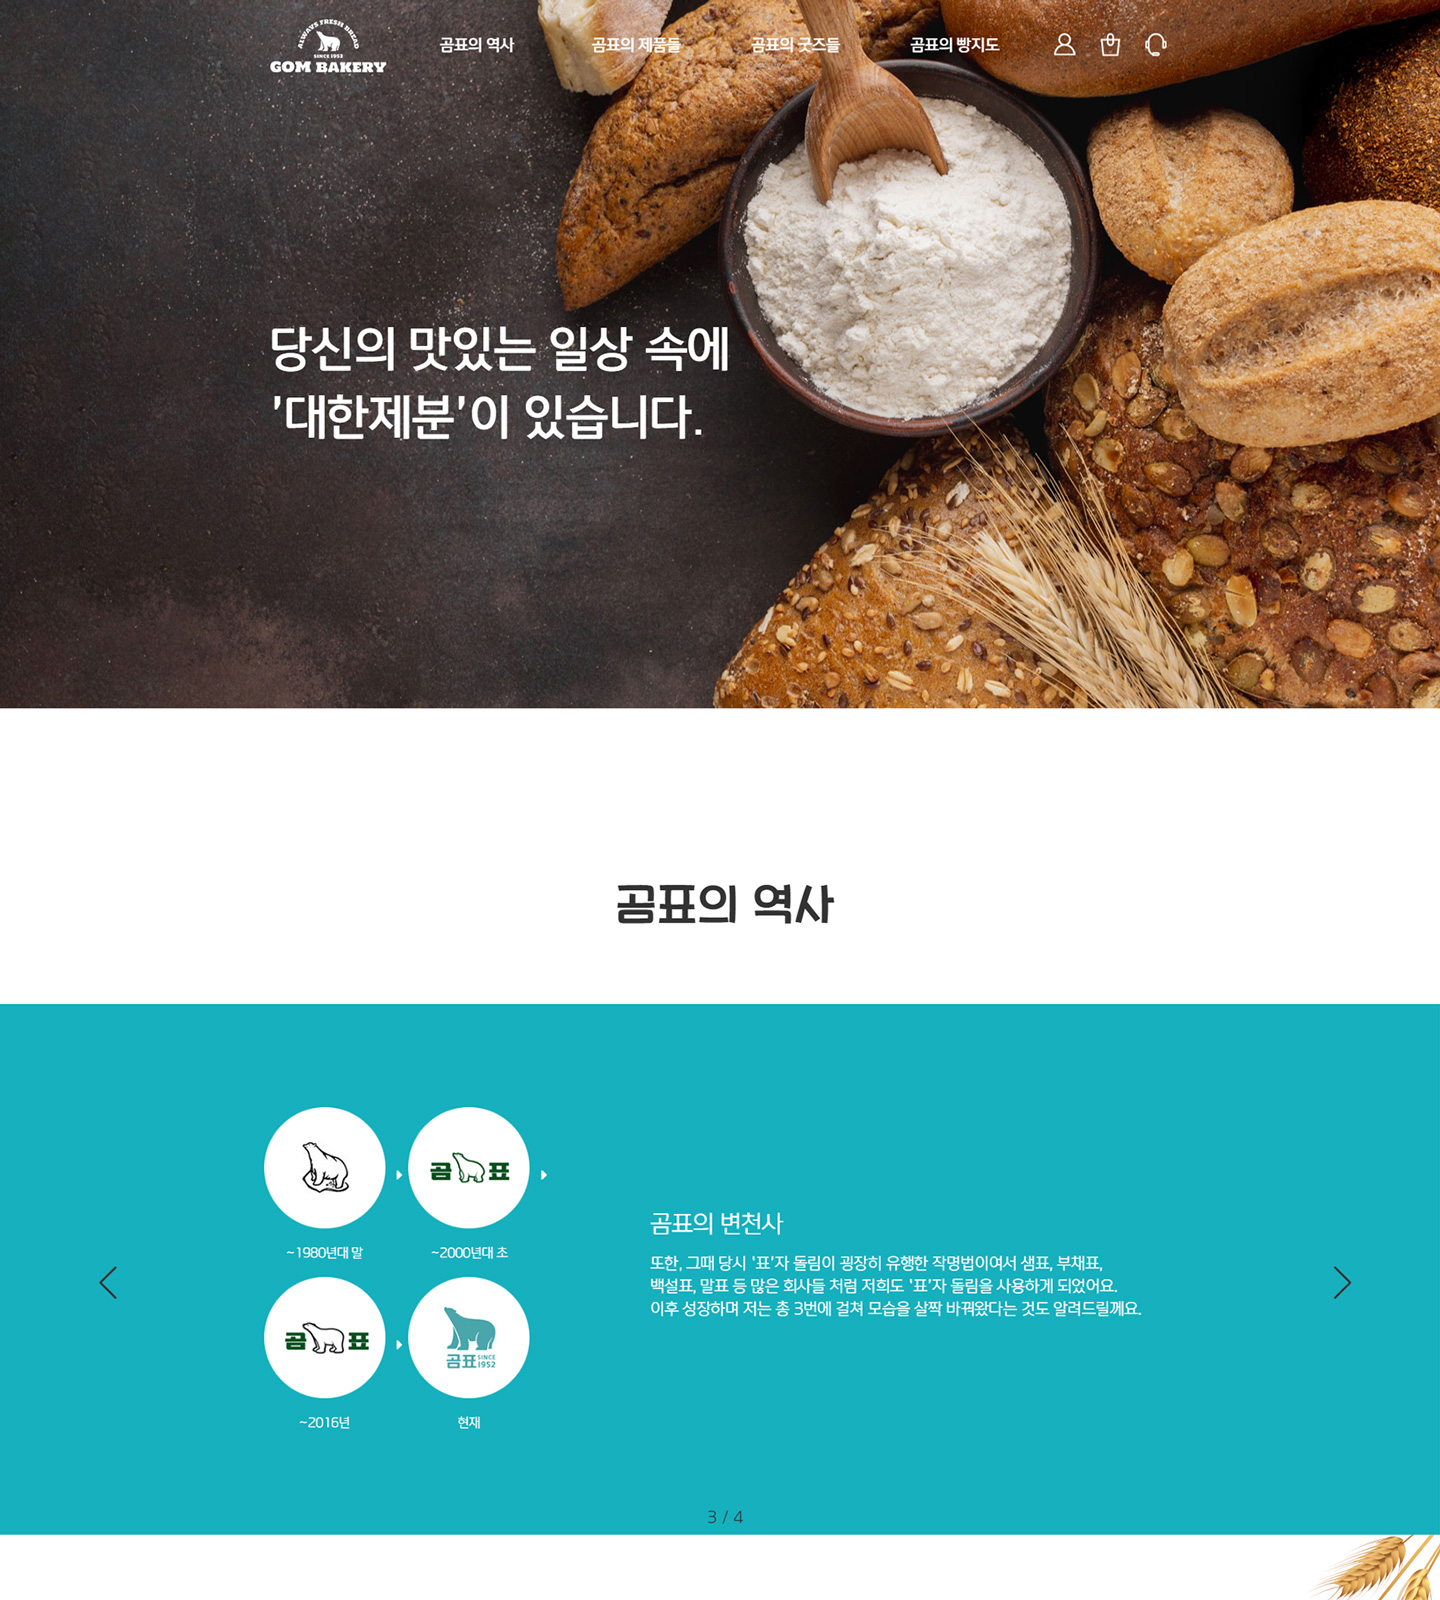 ALWAYS FRESH BREAD
SINCE 1953
GOM BAKERY
곰표의 역사
곰표의 제품들
곰표의 굿즈들
곰표의 빵지도
당신의 맛있는 일상 속에
'대한제분'이 있습니다.
곰표의 역사
곰 표
~1980년대 말
~2000년대 초
곰표의 변천사
또한, 그때 당시 '표'자 돌림이 굉장히 유행한 작명법이여서 샘표, 부채표,
백설표, 말표 등 많은 회사들 처럼 저희도 '표'자 돌림을 사용하게 되었어요.
이후 성장하며 저는 총 3번에 걸쳐 모습을 살짝 바꿔왔다는 것도 알려드릴께요.
곰 표
곰표 SINCE 1952
~2016년
현재
3 / 4